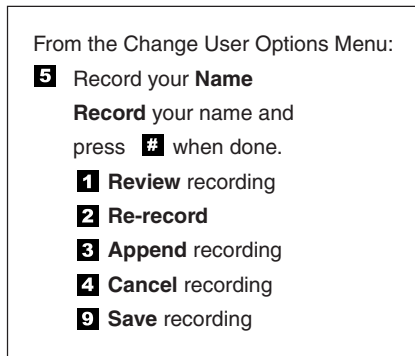 From the Change User Options Menu:
5 Record your Name
Record your name and
press # when done.
1 Review recording
2 Re-record
3 Append recording
4 Cancel recording
9 Save recording